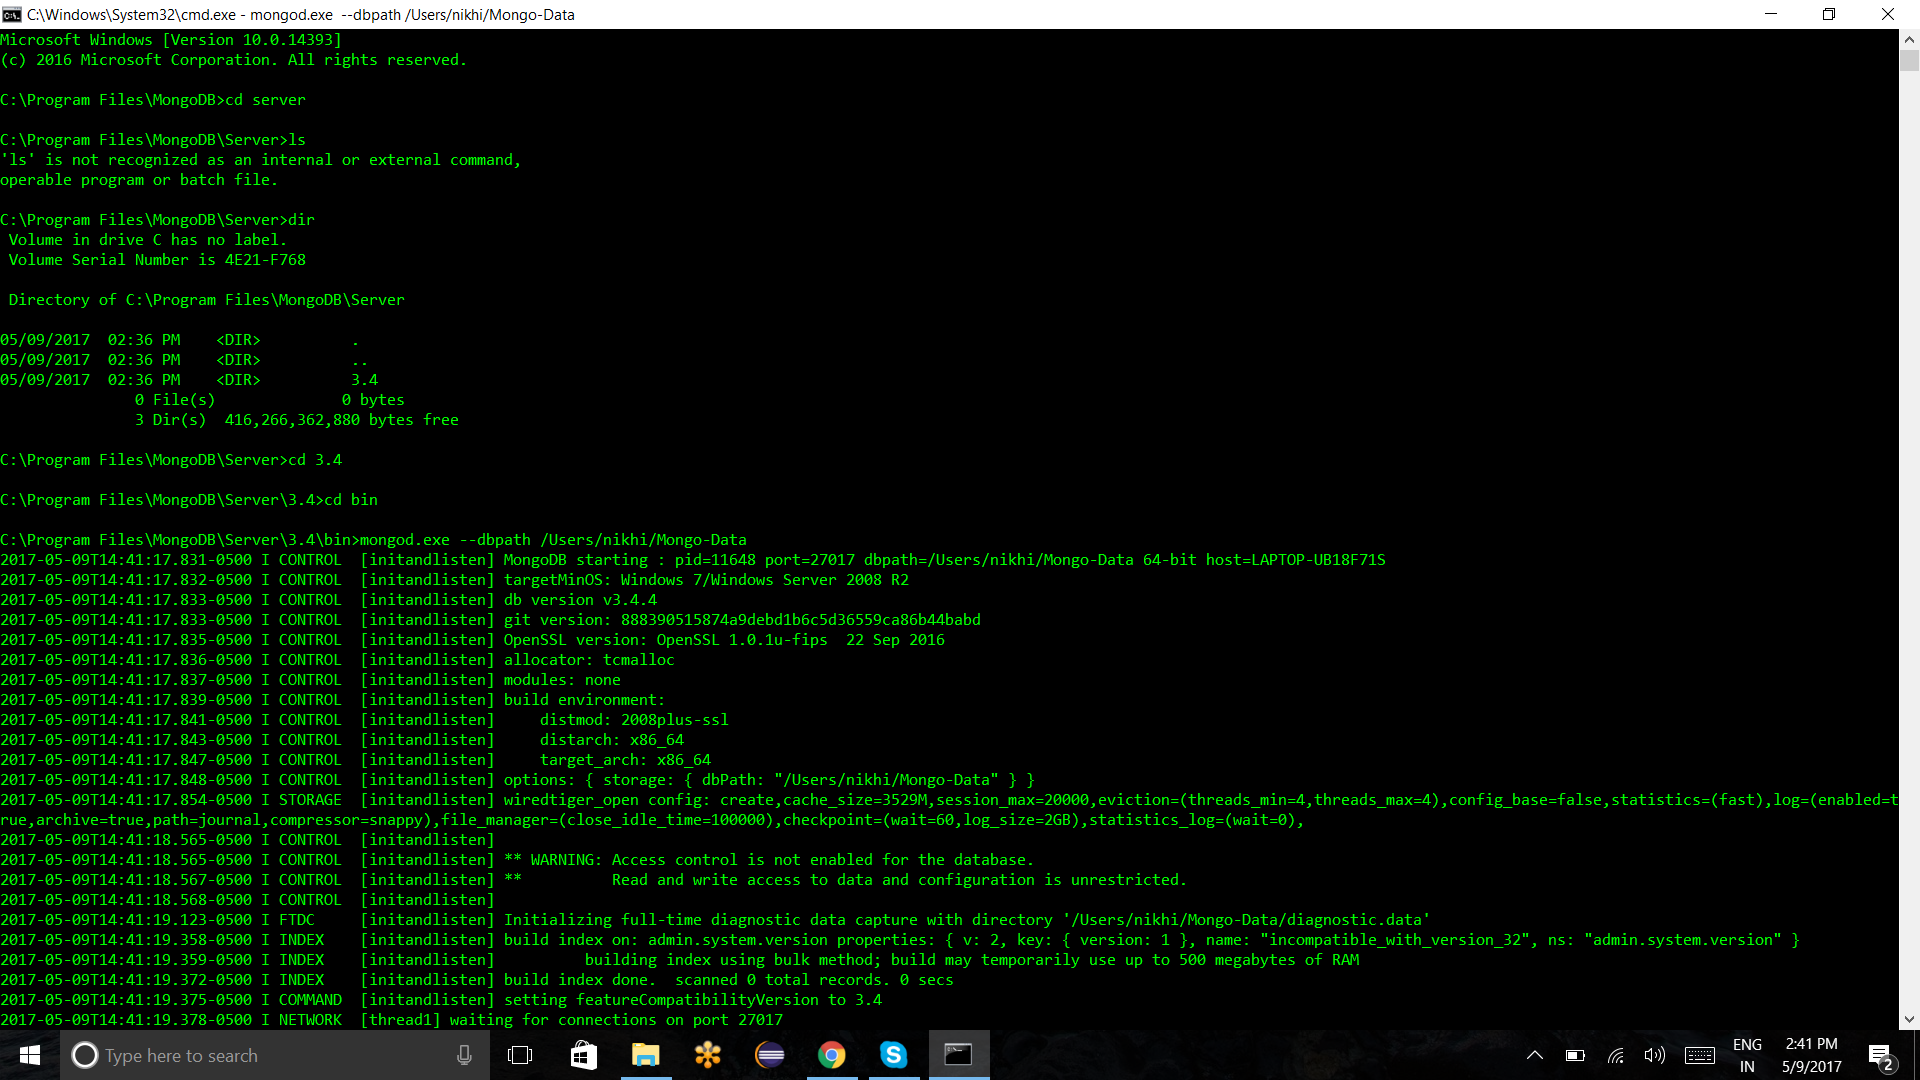 C:\Windows\System32\cmd.exe - mongod.exe  --dbpath /Users/nikhi/Mongo-Data
Microsoft Windows [Version 10.0.14393]
(c) 2016 Microsoft Corporation. All rights reserved.
C:\Program Files\MongoDB>cd server
C:\Program Files\MongoDB\Server>ls
'ls' is not recognized as an internal or external command,
operable program or batch file.
C:\Program Files\MongoDB\Server>dir
 Volume in drive C has no label.
 Volume Serial Number is 4E21-F768
 Directory of C:\Program Files\MongoDB\Server
05/09/2017  02:36 PM    <DIR>          .
05/09/2017  02:36 PM    <DIR>          ..
05/09/2017  02:36 PM    <DIR>          3.4
               0 File(s)              0 bytes
               3 Dir(s)  416,266,362,880 bytes free
C:\Program Files\MongoDB\Server>cd 3.4
C:\Program Files\MongoDB\Server\3.4>cd bin
C:\Program Files\MongoDB\Server\3.4\bin>mongod.exe --dbpath /Users/nikhi/Mongo-Data
2017-05-09T14:41:17.831-0500 I CONTROL  [initandlisten] MongoDB starting : pid=11648 port=27017 dbpath=/Users/nikhi/Mongo-Data 64-bit host=LAPTOP-UB18F71S
2017-05-09T14:41:17.832-0500 I CONTROL  [initandlisten] targetMinOS: Windows 7/Windows Server 2008 R2
2017-05-09T14:41:17.833-0500 I CONTROL  [initandlisten] db version v3.4.4
2017-05-09T14:41:17.833-0500 I CONTROL  [initandlisten] git version: 888390515874a9debd1b6c5d36559ca86b44babd
2017-05-09T14:41:17.835-0500 I CONTROL  [initandlisten] OpenSSL version: OpenSSL 1.0.1u-fips  22 Sep 2016
2017-05-09T14:41:17.836-0500 I CONTROL  [initandlisten] allocator: tcmalloc
2017-05-09T14:41:17.837-0500 I CONTROL  [initandlisten] modules: none
2017-05-09T14:41:17.839-0500 I CONTROL  [initandlisten] build environment:
2017-05-09T14:41:17.841-0500 I CONTROL  [initandlisten]     distmod: 2008plus-ssl
2017-05-09T14:41:17.843-0500 I CONTROL  [initandlisten]     distarch: x86_64
2017-05-09T14:41:17.847-0500 I CONTROL  [initandlisten]     target_arch: x86_64
2017-05-09T14:41:17.848-0500 I CONTROL  [initandlisten] options: { storage: { dbPath: "/Users/nikhi/Mongo-Data" } }
2017-05-09T14:41:17.854-0500 I STORAGE  [initandlisten] wiredtiger_open config: create,cache_size=3529M,session_max=20000,eviction=(threads_min=4,threads_max=4),config_base=false,statistics=(fast),log=(enabled=t
rue,archive=true,path=journal,compressor=snappy),file_manager=(close_idle_time=100000),checkpoint=(wait=60,log_size=2GB),statistics_log=(wait=0),
2017-05-09T14:41:18.565-0500 I CONTROL  [initandlisten]
2017-05-09T14:41:18.565-0500 I CONTROL  [initandlisten] ** WARNING: Access control is not enabled for the database.
2017-05-09T14:41:18.567-0500 I CONTROL  [initandlisten] **          Read and write access to data and configuration is unrestricted.
2017-05-09T14:41:18.568-0500 I CONTROL  [initandlisten]
2017-05-09T14:41:19.123-0500 I FTDC     [initandlisten] Initializing full-time diagnostic data capture with directory '/Users/nikhi/Mongo-Data/diagnostic.data'
2017-05-09T14:41:19.358-0500 I INDEX    [initandlisten] build index on: admin.system.version properties: { v: 2, key: { version: 1 }, name: "incompatible_with_version_32", ns: "admin.system.version" }
2017-05-09T14:41:19.359-0500 I INDEX    [initandlisten]          building index using bulk method; build may temporarily use up to 500 megabytes of RAM
2017-05-09T14:41:19.372-0500 I INDEX    [initandlisten] build index done.  scanned 0 total records. 0 secs
2017-05-09T14:41:19.375-0500 I COMMAND  [initandlisten] setting featureCompatibilityVersion to 3.4
2017-05-09T14:41:19.378-0500 I NETWORK  [thread1] waiting for connections on port 27017
Type here to search
ENG
IN
2:41 PM
5/9/2017
2